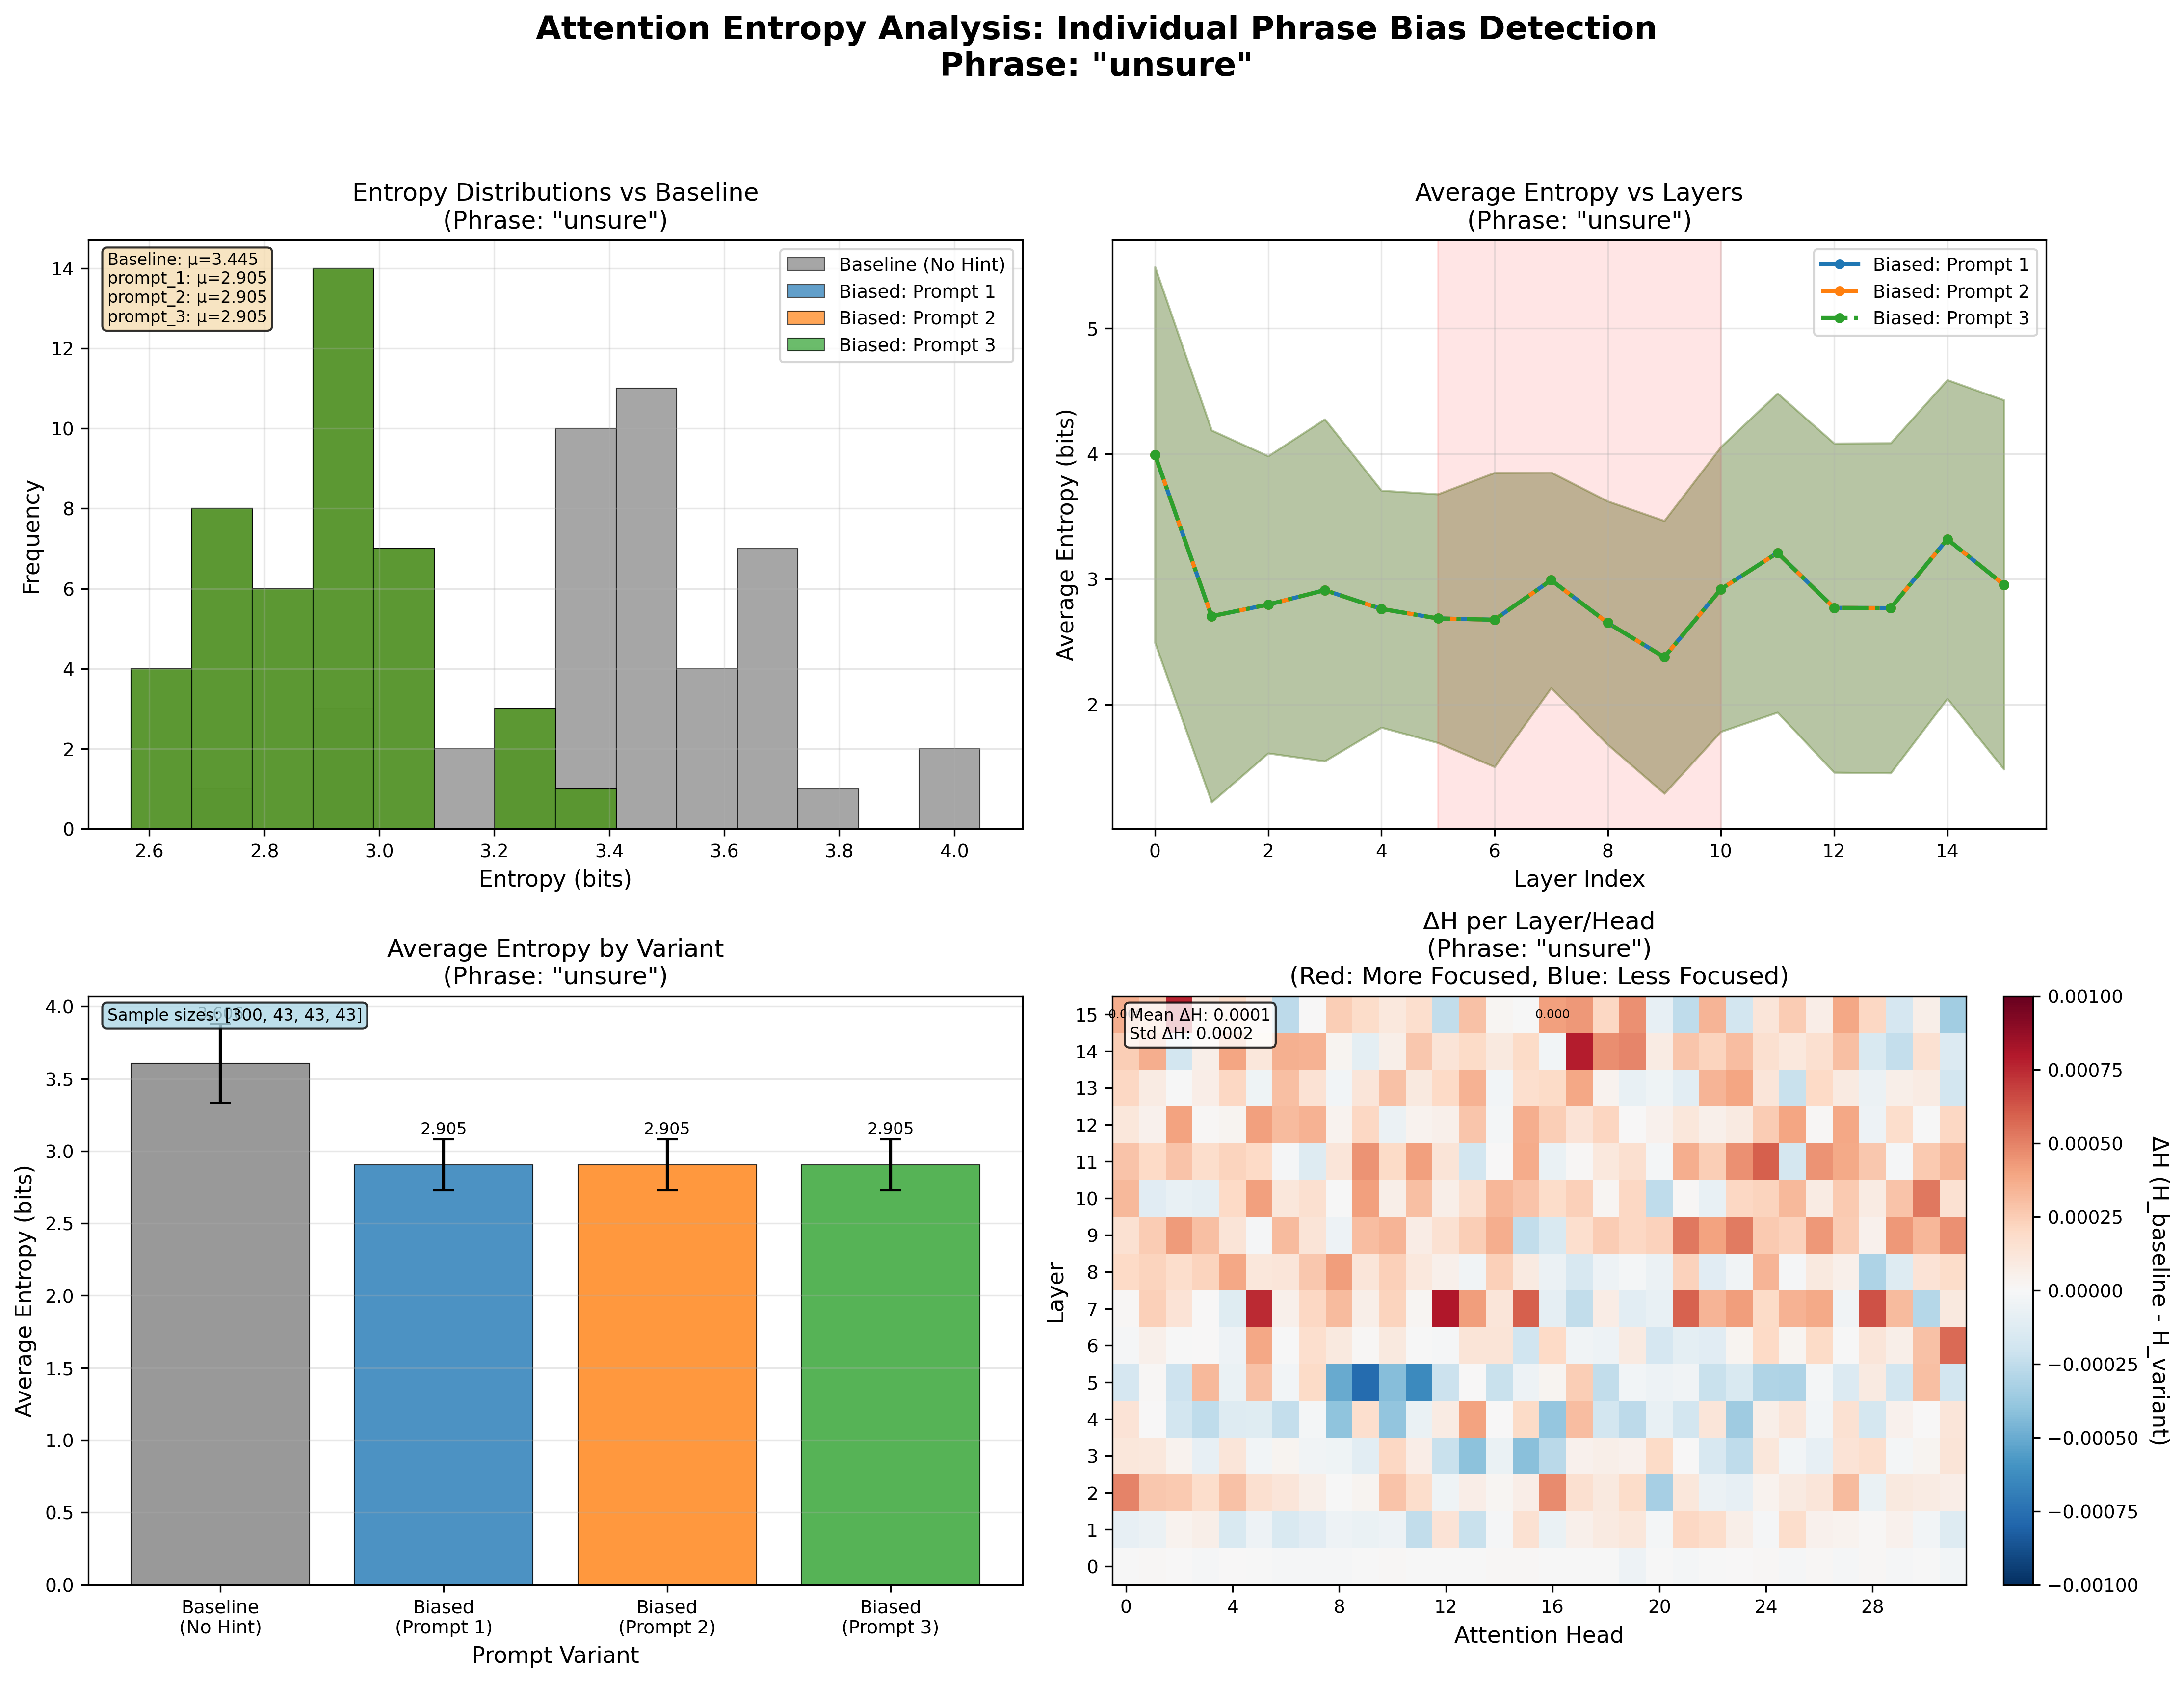 Attention Entropy Analysis: Individual Phrase Bias Detection
Phrase: "unsure"
Entropy Distributions vs Baseline
(Phrase: "unsure")
Baseline: μ=3.445
prompt_1: μ=2.905
prompt_2: μ=2.905
prompt_3: μ=2.905
Baseline (No Hint)
Biased: Prompt 1
Biased: Prompt 2
Biased: Prompt 3
14
12
10
8
6
4
2
0
Frequency
2.6 2.8 3.0 3.2 3.4 3.6 3.8 4.0
Entropy (bits)
Average Entropy vs Layers
(Phrase: "unsure")
Biased: Prompt 1
Biased: Prompt 2
Biased: Prompt 3
5
4
3
2
Average Entropy (bits)
0 2 4 6 8 10 12 14
Layer Index
Average Entropy by Variant
(Phrase: "unsure")
Sample sizes: [300, 43, 43, 43]
2.905 2.905 2.905
4.0
3.5
3.0
2.5
2.0
1.5
1.0
0.5
0.0
Average Entropy (bits)
Baseline
(No Hint)
Biased
(Prompt 1)
Biased
(Prompt 2)
Biased
(Prompt 3)
Prompt Variant
ΔH per Layer/Head
(Phrase: "unsure")
(Red: More Focused, Blue: Less Focused)
Mean ΔH: 0.0001
Std ΔH: 0.0002
0.000
15
14
13
12
11
10
9
8
7
6
5
4
3
2
1
0
Layer
0 4 8 12 16 20 24 28
Attention Head
0.00100
0.00075
0.00050
0.00025
0.00000
−0.00025
−0.00050
−0.00075
−0.00100
ΔH (H_baseline - H_variant)